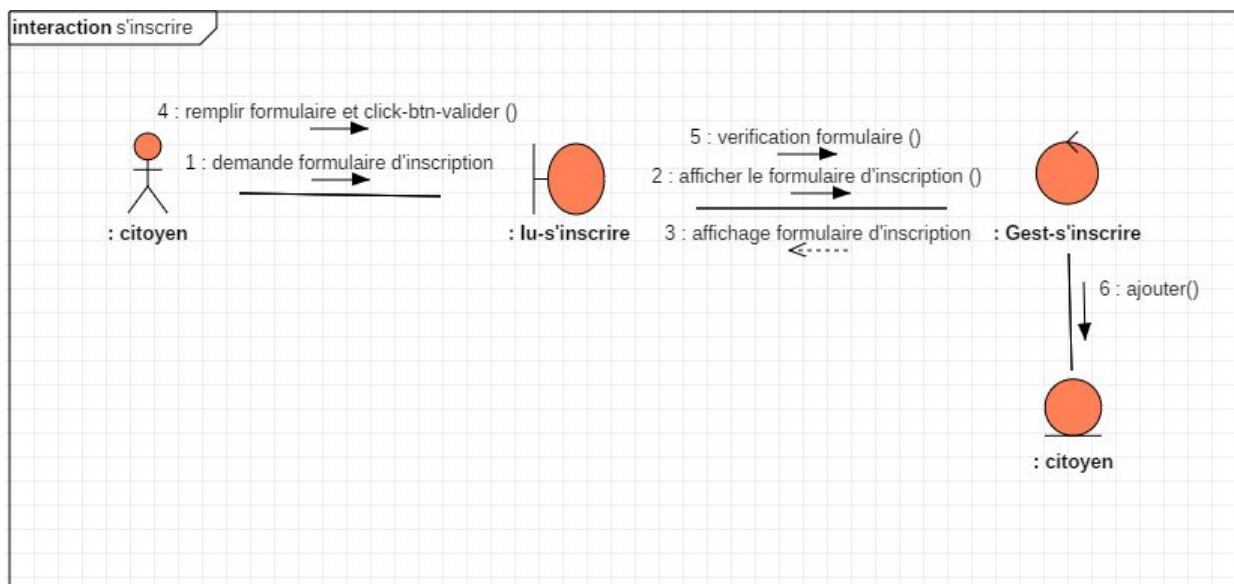 interaction s'inscrire
4 : remplir formulaire et click-btn-valider ()
1 : demande formulaire d'inscription
5 : verification formulaire ()
2 : afficher le formulaire d'inscription ()
: citoyen
: Iu-s'inscrire
3 : affichage formulaire d'inscription
: Gest-s'inscrire
6 : ajouter()
: citoyen